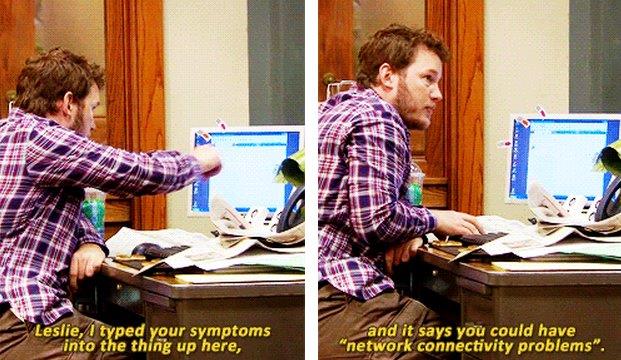 Leslie, I typed your symptoms
into the thing up here,
and it says you could have
“network connectivity problems”.